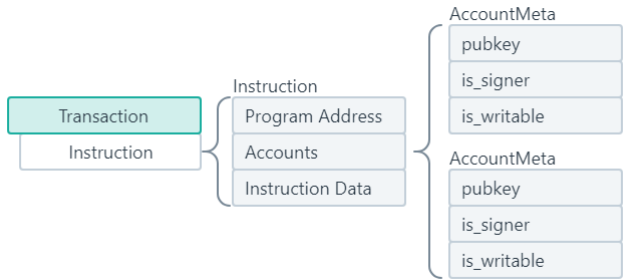 Transaction
Instruction
Instruction
Program Address
Accounts
Instruction Data
AccountMeta
pubkey
is_signer
is_writable
AccountMeta
pubkey
is_signer
is_writable